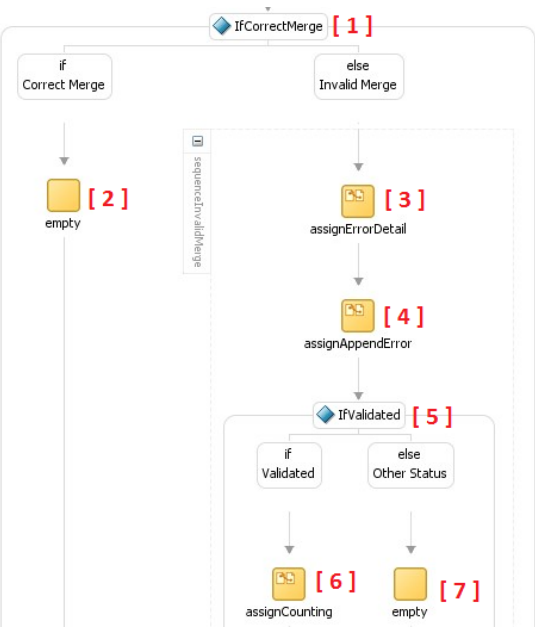 IfCorrectMerge [ 1 ]
if
Correct Merge
else
Invalid Merge
sequenceInvalidMerge
[ 2 ]
empty
[ 3 ]
assignErrorDetail
[ 4 ]
assignAppendError
IfValidated [ 5 ]
if
Validated
else
Other Status
[ 6 ]
assignCounting
[ 7 ]
empty